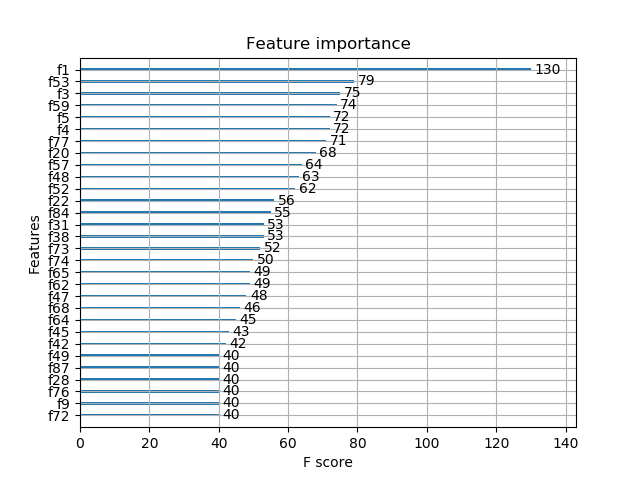 Feature importance
f1 130
f53 79
f3 75
f59 74
f5 72
f4 72
f77 71
f20 68
f57 64
f48 63
f52 62
f22 56
f84 55
f31 53
f38 53
f73 52
f74 50
f65 49
f62 49
f47 48
f68 46
f64 45
f45 43
f42 42
f49 40
f87 40
f28 40
f76 40
f9 40
f72 40
0 20 40 60 80 100 120 140
F score
Features